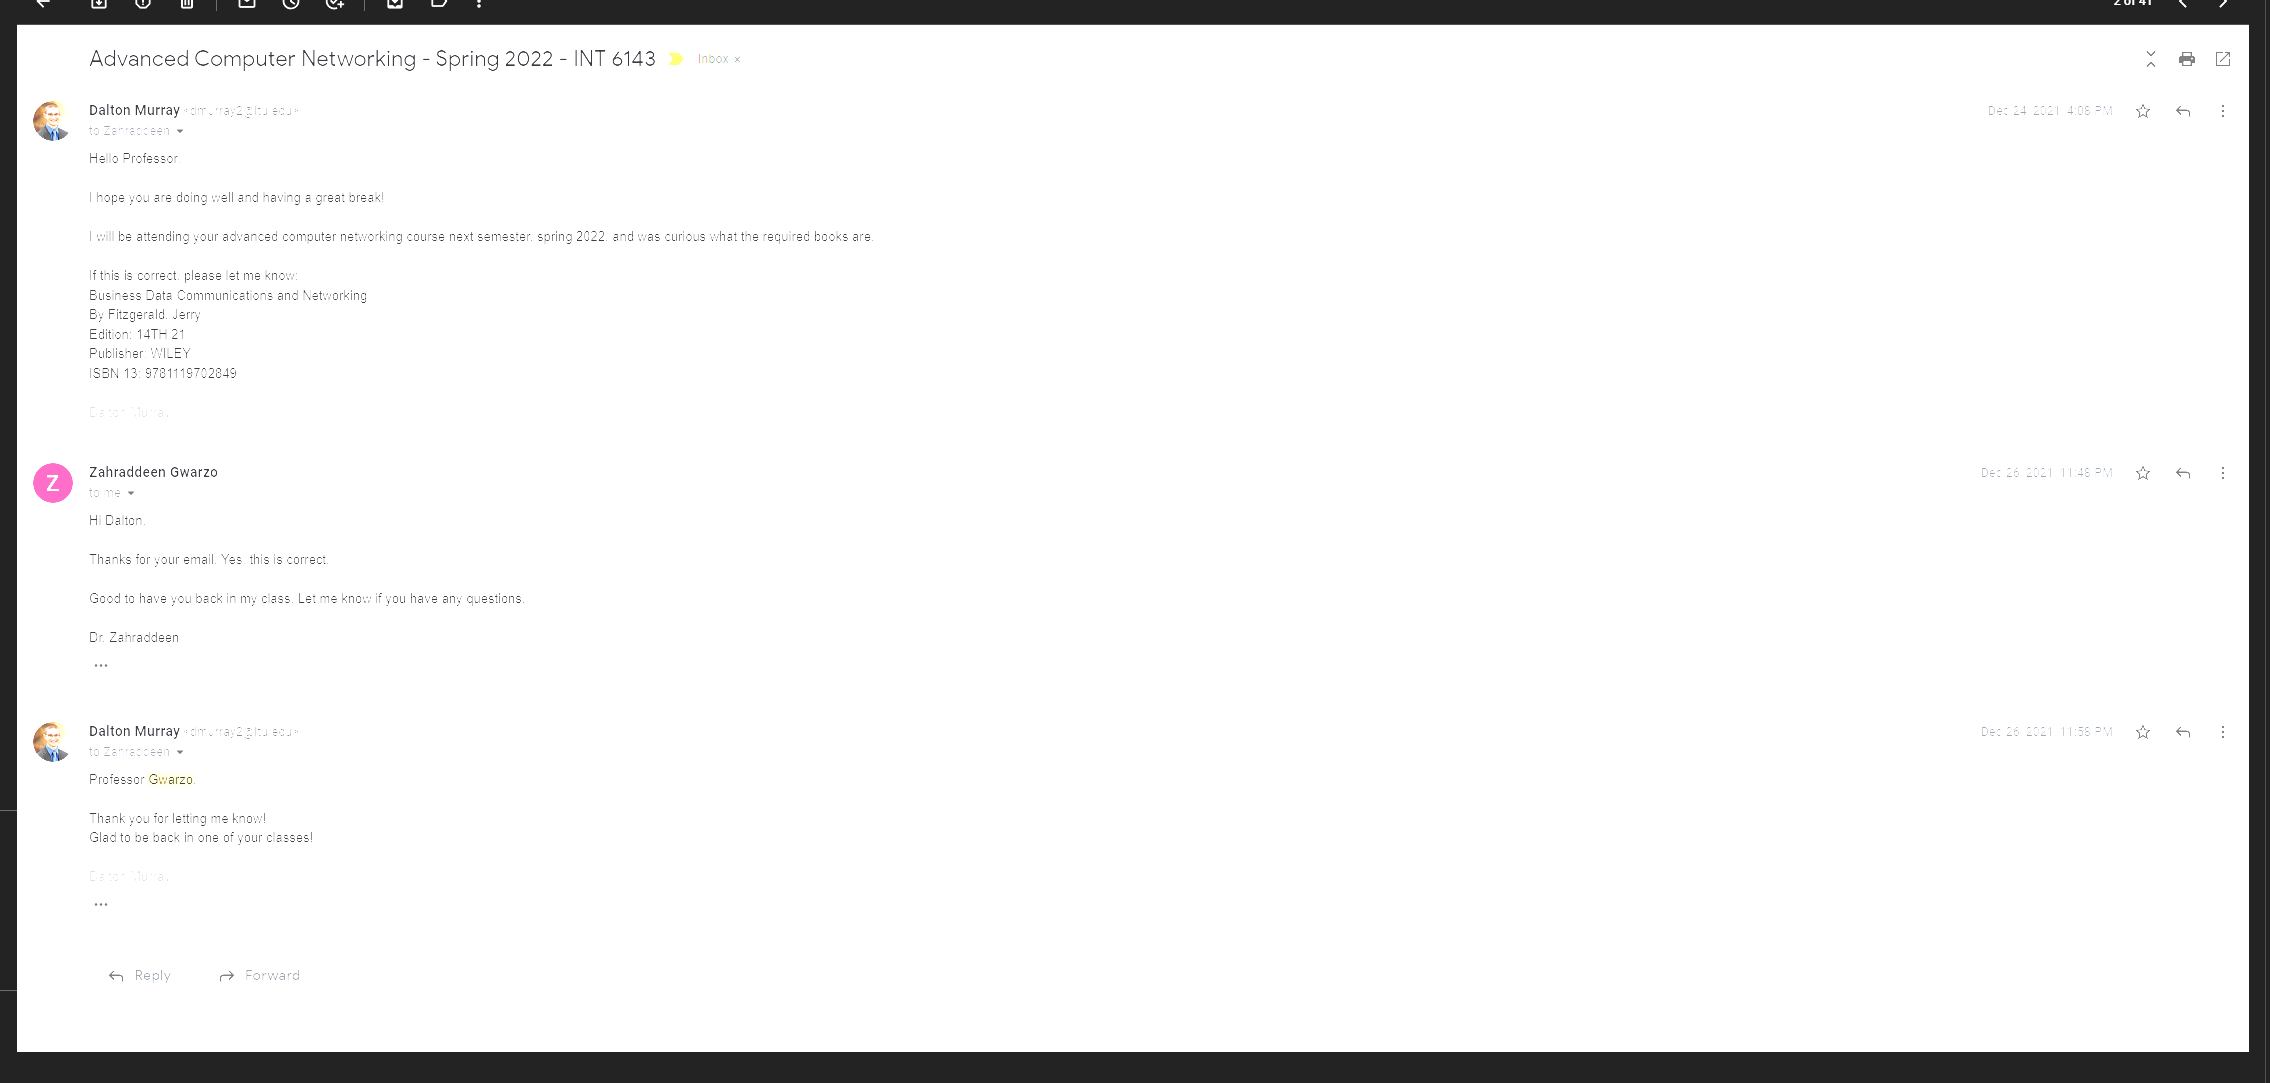 2 of 41
Advanced Computer Networking - Spring 2022 - INT 6143 Inbox ×
Dalton Murray <dmurray2@ltu.edu> Dec 24, 2021, 4:08 PM
to Zahraddeen
Hello Professor
I hope you are doing well and having a great break!
I will be attending your advanced computer networking course next semester, spring 2022, and was curious what the required books are.
If this is correct, please let me know:
Business Data Communications and Networking
By Fitzgerald, Jerry
Edition: 14TH 21
Publisher: WILEY
ISBN 13: 9781119702849
Dalton Murray
Z
Zahraddeen Gwarzo Dec 26, 2021, 11:48 PM
to me
Hi Dalton,
Thanks for your email. Yes, this is correct.
Good to have you back in my class. Let me know if you have any questions.
Dr. Zahraddeen
...
Dalton Murray <dmurray2@ltu.edu> Dec 26, 2021, 11:58 PM
to Zahraddeen
Professor Gwarzo,
Thank you for letting me know!
Glad to be back in one of your classes!
Dalton Murray
...
Reply Forward